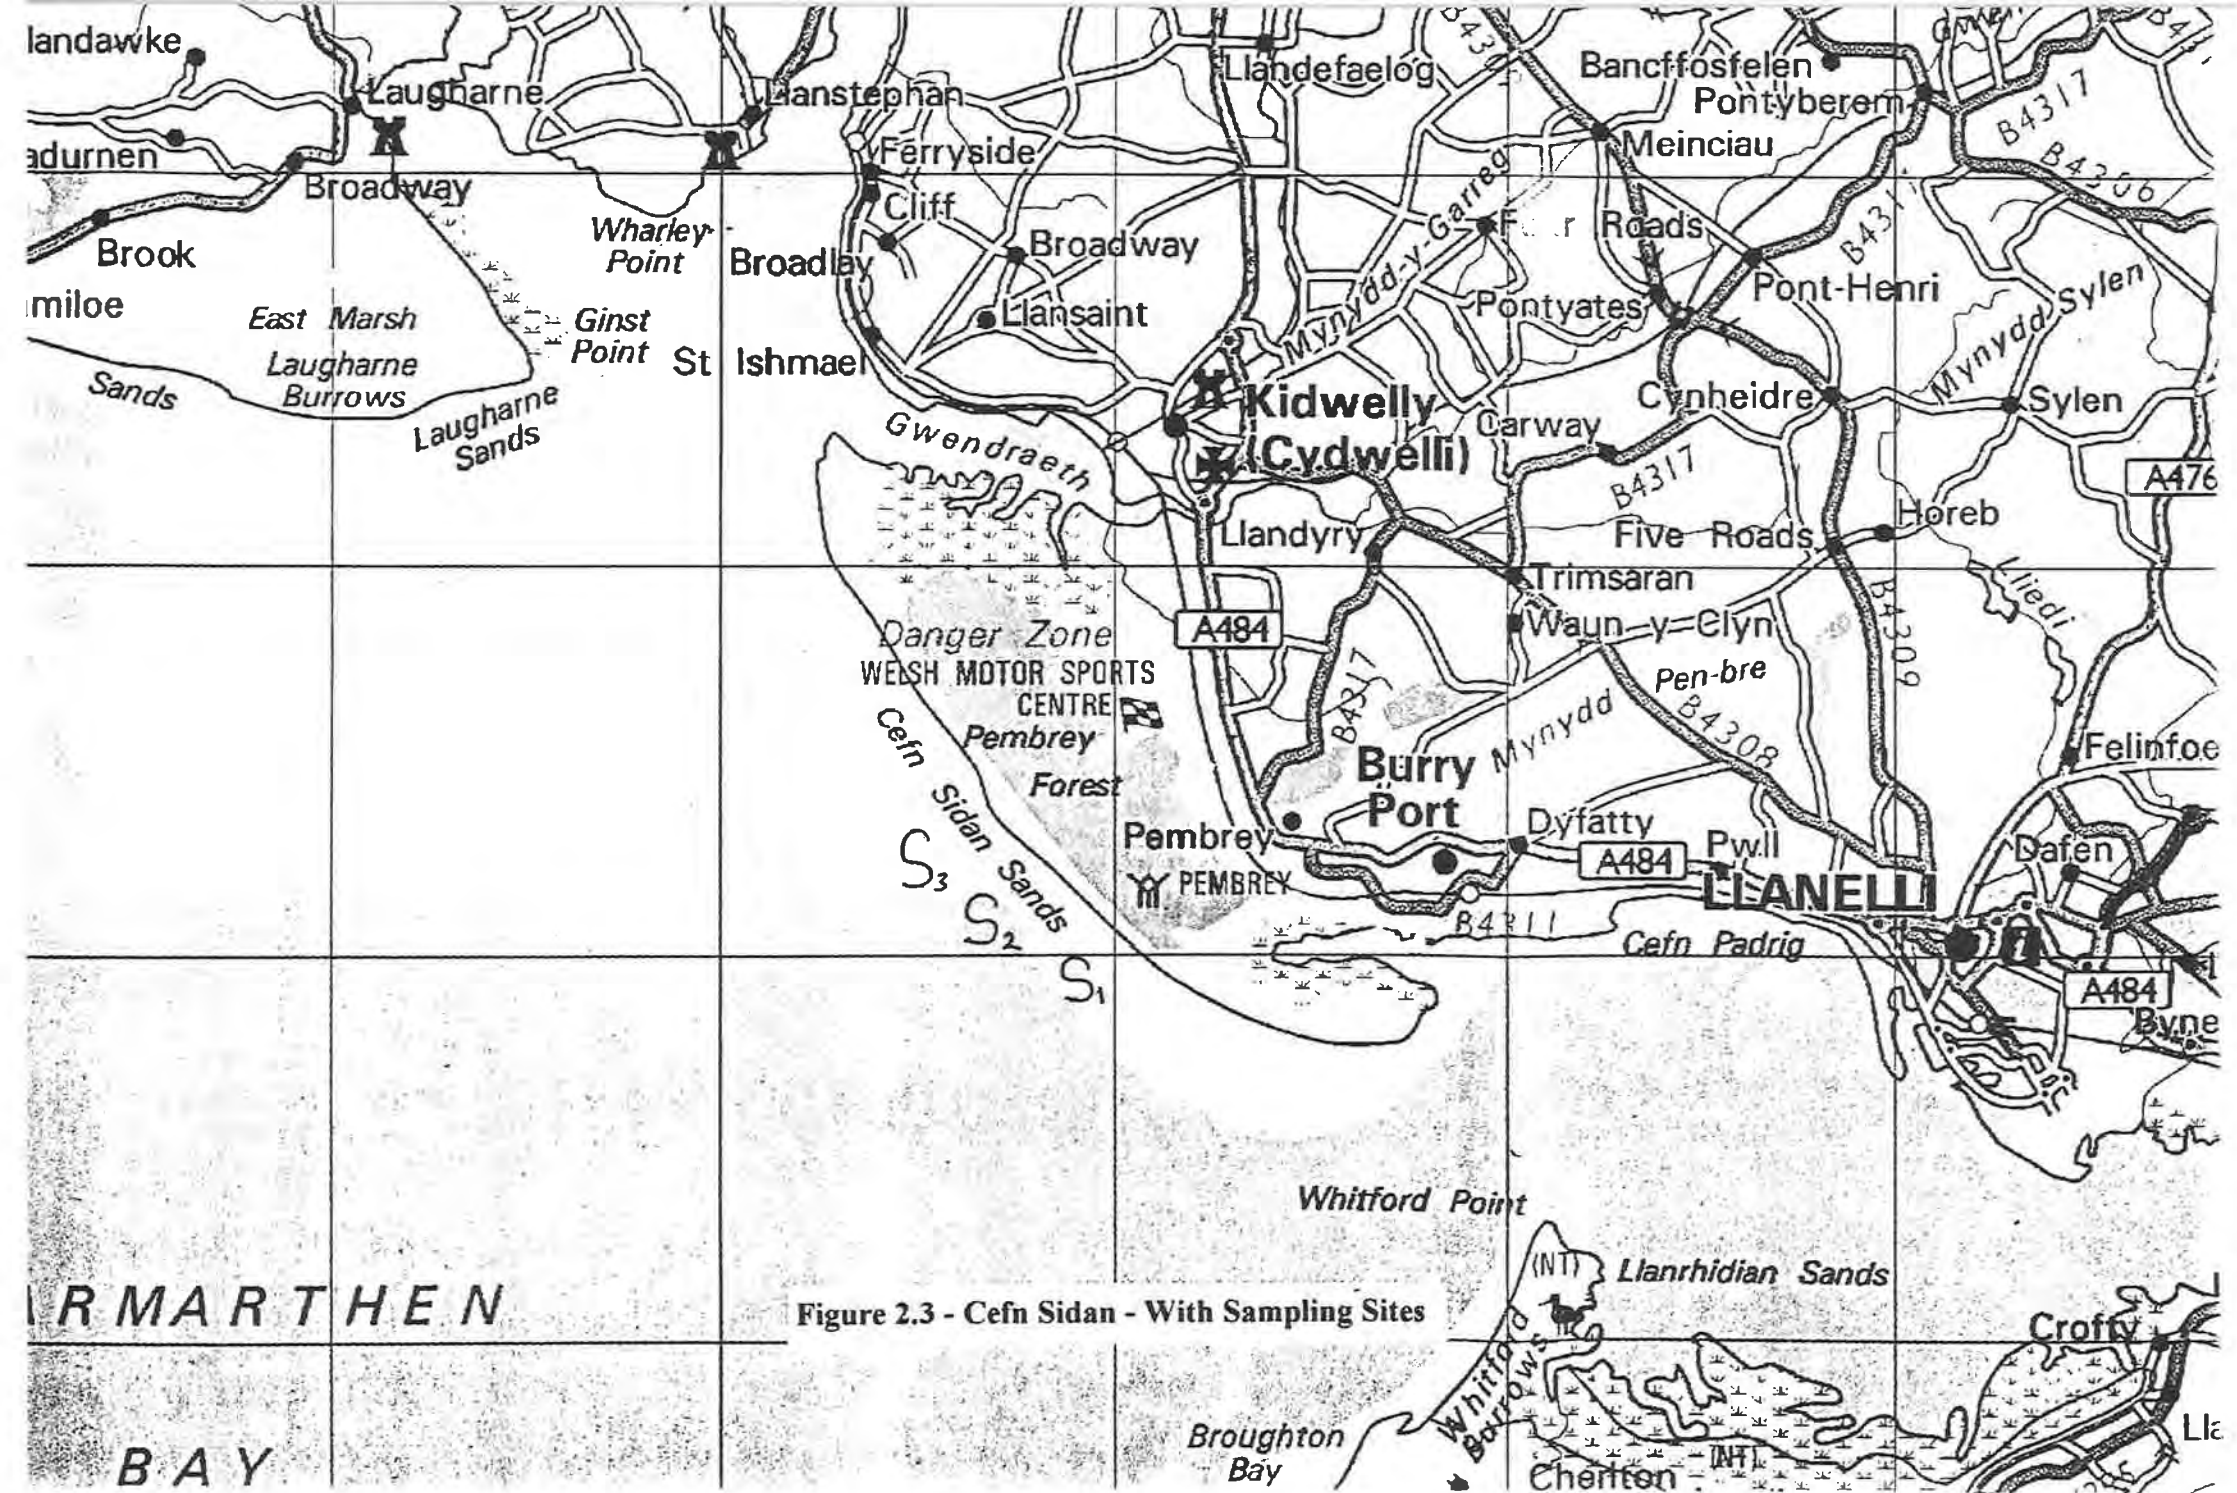 landawke
Laugharne
Llanstephan
Llandefaelog
Bancffosfelen
Pontyberem
B4317
B4306
adurnen
Broadway
Ferryside
Cliff
Meinciau
Brook
Wharley
Point
Broadlay
Broadway
Mynydd-y-Garreg
Roads
Pont-Henri
B4317
Mynydd Sylen
miloe
East Marsh
Ginst
Point
Llansaint
Pontyates
Laugharne
Burrows
St Ishmael
Sands
Laugharne
Sands
Gwendraeth
Kidwelly
(Cydwelli)
Carway
Cynheidre
Sylen
B4317
A476
Llandyry
Five Roads
Horeb
Trimsaran
Lliedi
Danger Zone
A484
Waun-y-Clyn
B4309
WELSH MOTOR SPORTS
CENTRE
B4317
Pen-bre
Mynydd
B4308
Cefn Sidan Sands
Pembrey
Forest
Burry
Port
Felinfoe
Pembrey
Dyfatty
Pwll
A484
Dafen
PEMBREY
LLANELLI
B4311
Cefn Padrig
S3
S2
S1
i
A484
Byne
Whitford Point
(NT)
Llanrhidian Sands
ARMARTHEN
Figure 2.3 - Cefn Sidan - With Sampling Sites
Crofty
Whitford
Burrows
Broughton
Bay
BAY
Cheriton
(NT)
Lla